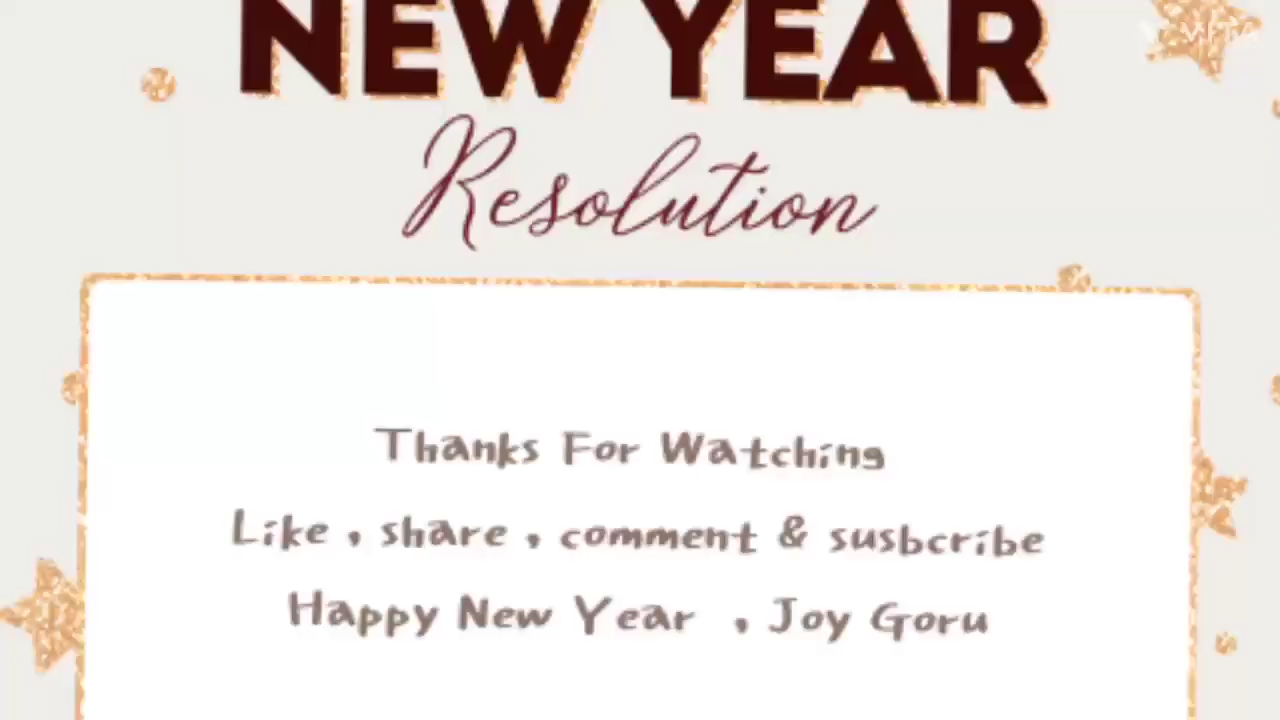 NEW YEAR
Resolution
Thanks For Watching
Like , share , comment & susbcribe
Happy New Year , Joy Goru